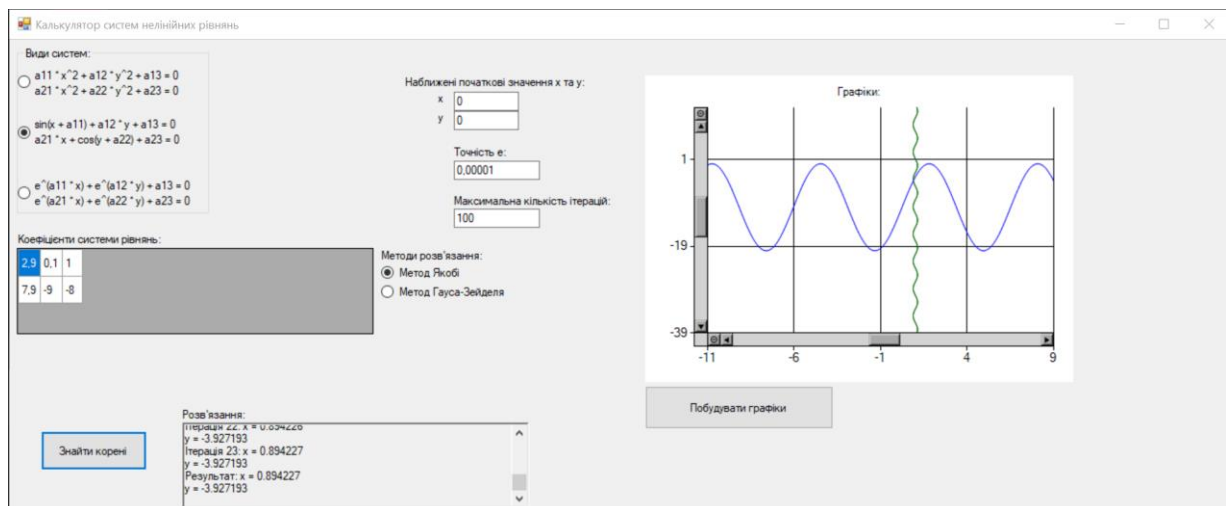 Калькулятор систем нелінійних рівнянь
Види систем:
a11 * x^2 + a12 * y^2 + a13 = 0
a21 * x^2 + a22 * y^2 + a23 = 0
sin(x + a11) + a12 * y + a13 = 0
a21 * x + cos(y + a22) + a23 = 0
e^(a11 * x) + e^(a12 * y) + a13 = 0
e^(a21 * x) + e^(a22 * y) + a23 = 0
Наближені початкові значення x та y:
x 0
y 0
Точність e:
0,00001
Максимальна кількість ітерацій:
100
Коефіцієнти системи рівнянь:
2,9 0,1 1
7,9 -9 -8
Методи розв'язання:
Метод Якобі
Метод Гауса-Зейделя
Графіки:
1
-19
-39
-11 -6 -1 4 9
Побудувати графіки
Знайти корені
Розв'язання:
Ітерація 22: x = 0.894226
y = -3.927193
Ітерація 23: x = 0.894227
y = -3.927193
Результат: x = 0.894227
y = -3.927193